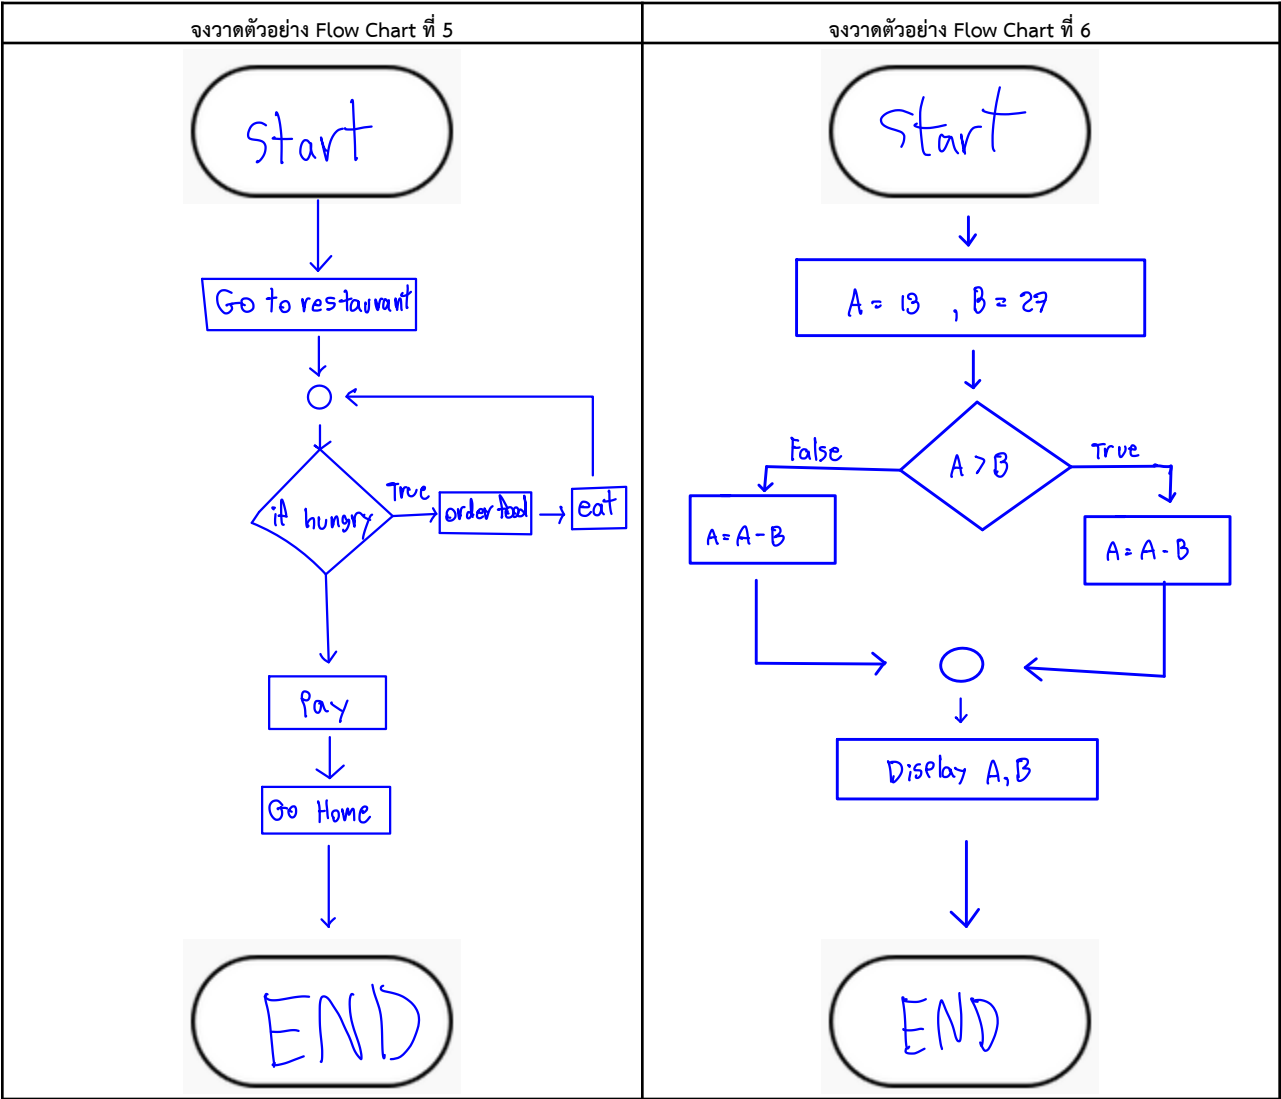 จงวาดตัวอย่าง Flow Chart ที่ 5
Start
Go to restaurant
if hungry
True
order food
eat
Pay
Go Home
END
จงวาดตัวอย่าง Flow Chart ที่ 6
Start
A = 13 , B = 27
A > B
False
True
A = A - B
A = A - B
Display A, B
END